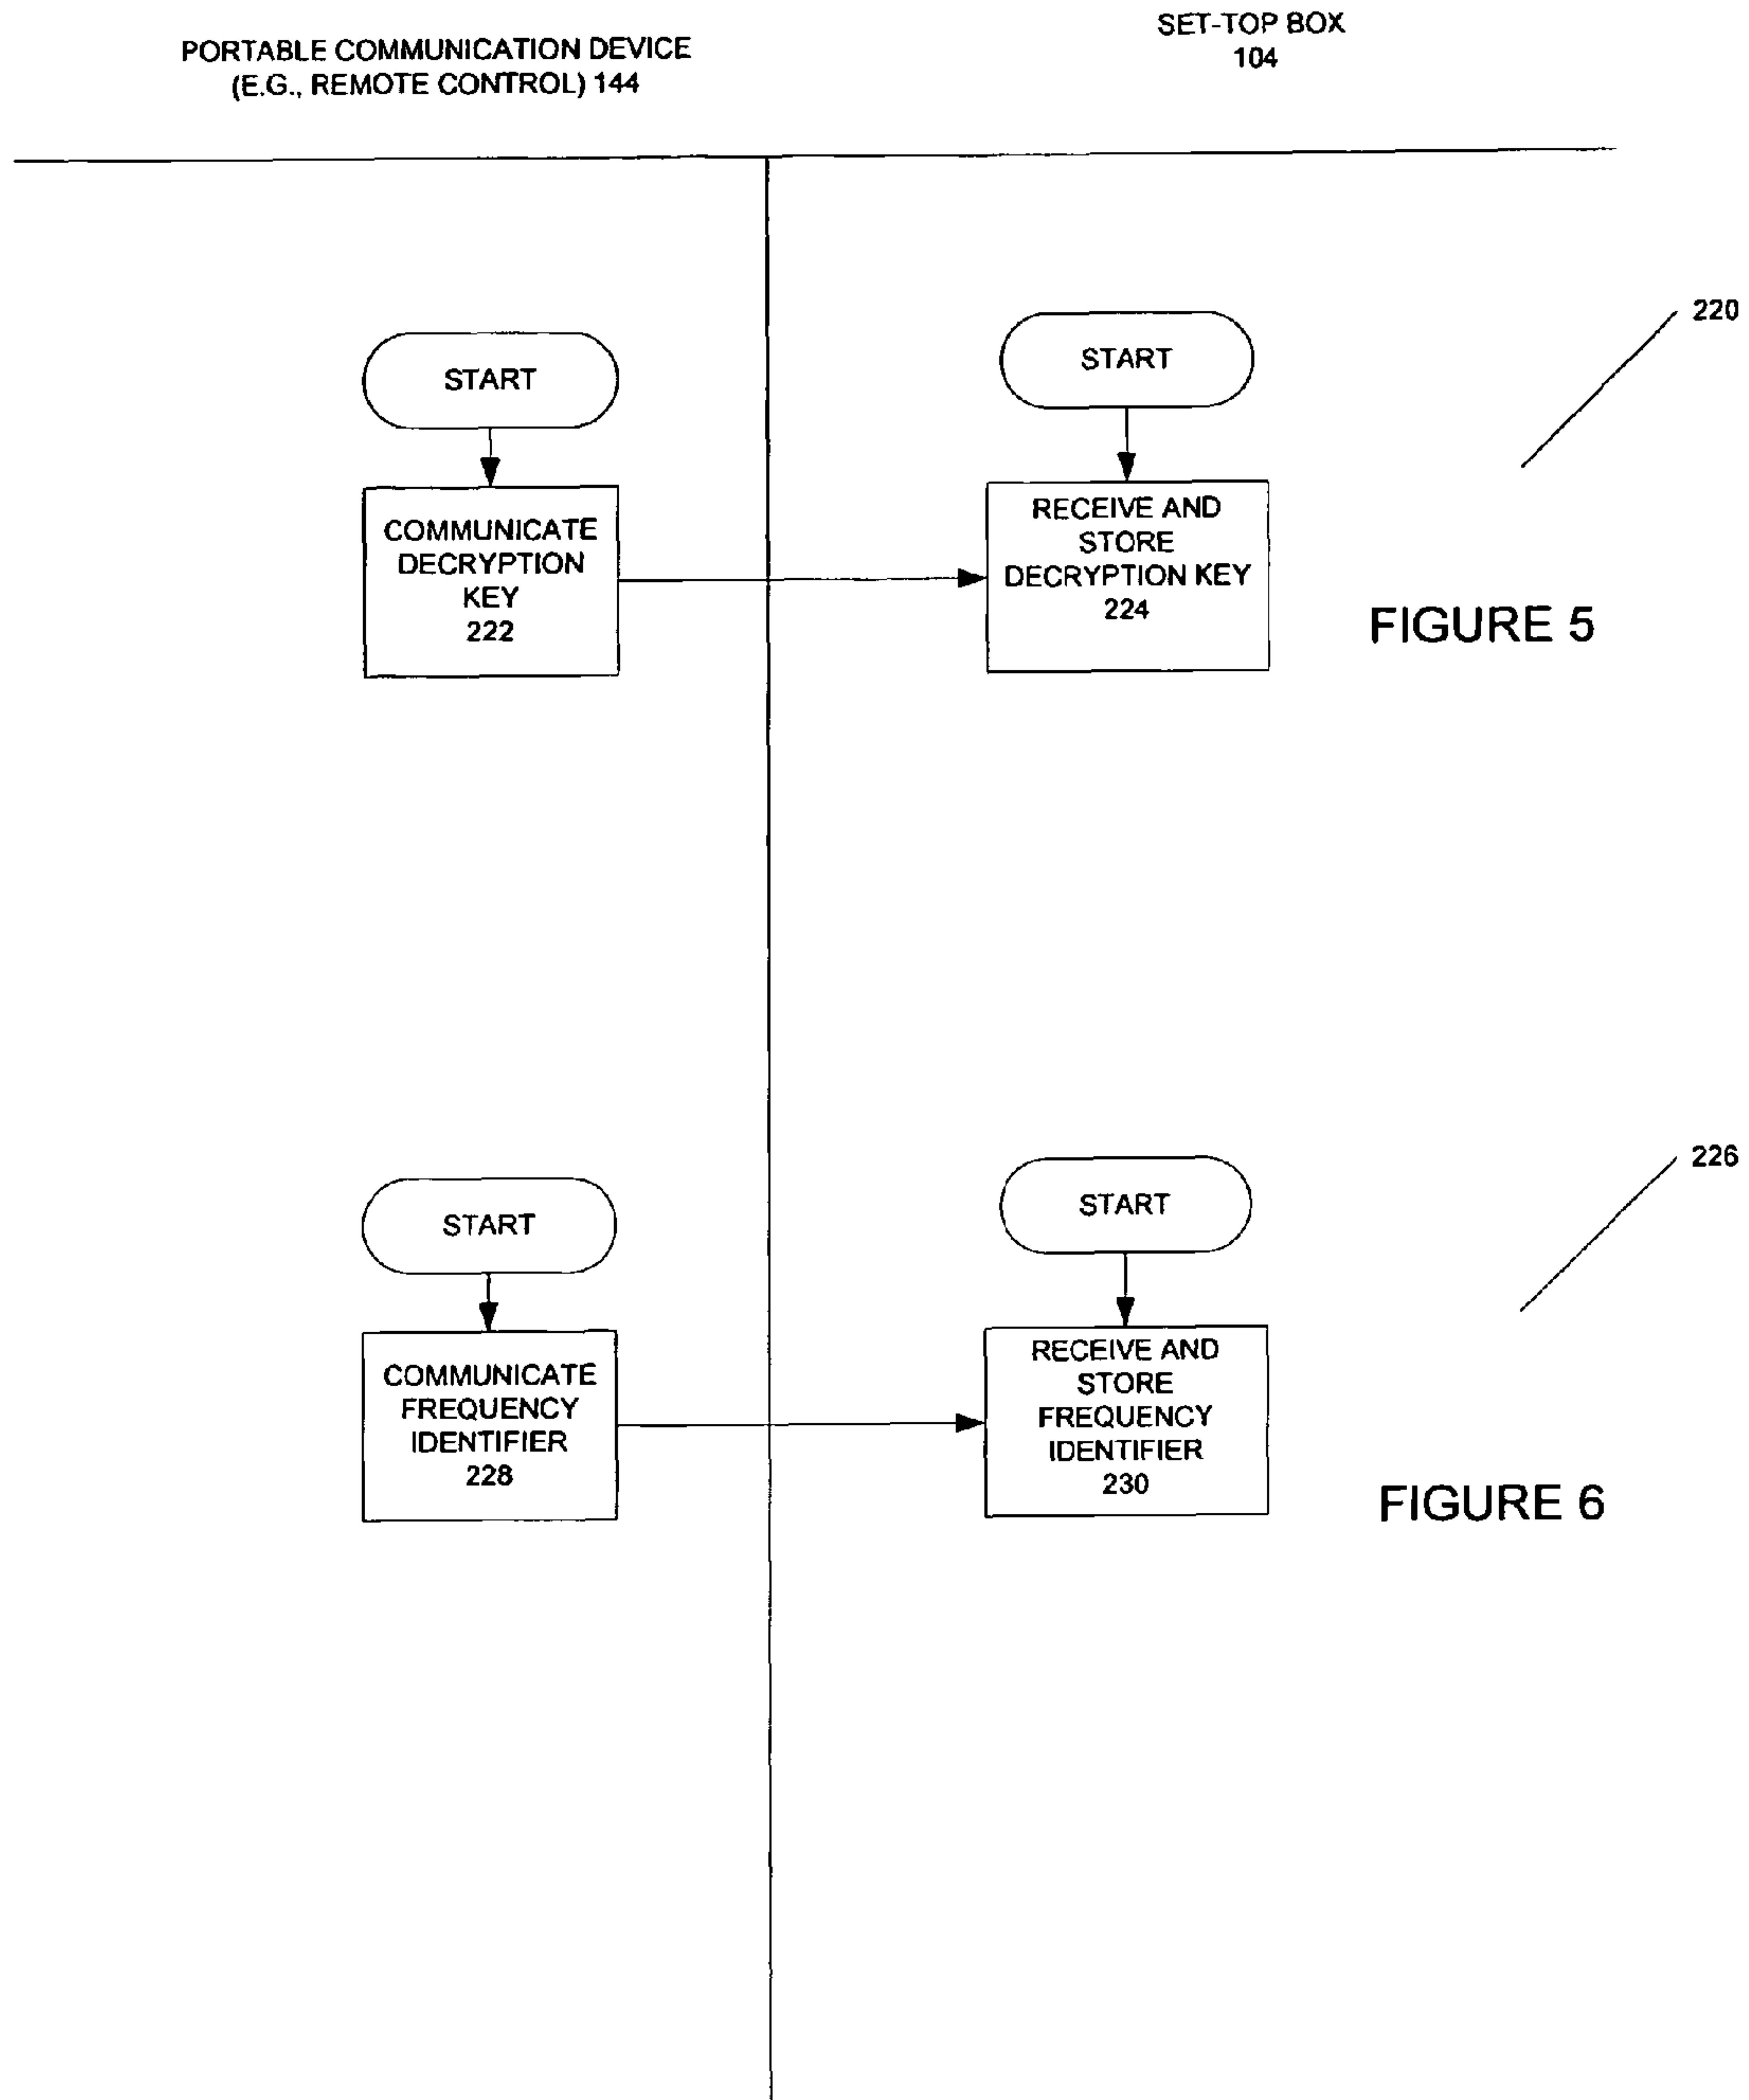 PORTABLE COMMUNICATION DEVICE
(E.G., REMOTE CONTROL) 144
SET-TOP BOX
104
220
START
START
COMMUNICATE
DECRYPTION
KEY
222
RECEIVE AND
STORE
DECRYPTION KEY
224
FIGURE 5
226
START
START
COMMUNICATE
FREQUENCY
IDENTIFIER
228
RECEIVE AND
STORE
FREQUENCY
IDENTIFIER
230
FIGURE 6